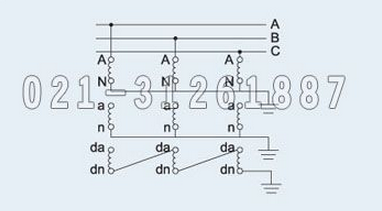 A
B
C
A A A
N N N
021-31261887
a a a
n n n
da da da
dn dn dn